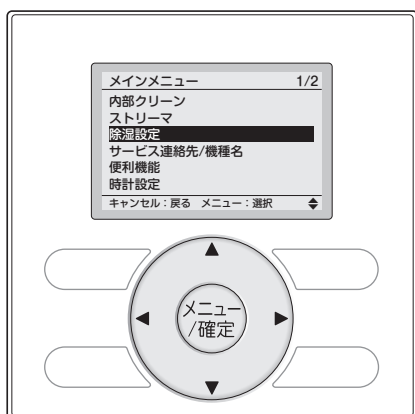 メインメニュー 1/2
内部クリーン
ストリーマ
除湿設定
サービス連絡先/機種名
便利機能
時計設定
キャンセル：戻る メニュー：選択
メニュー
/確定